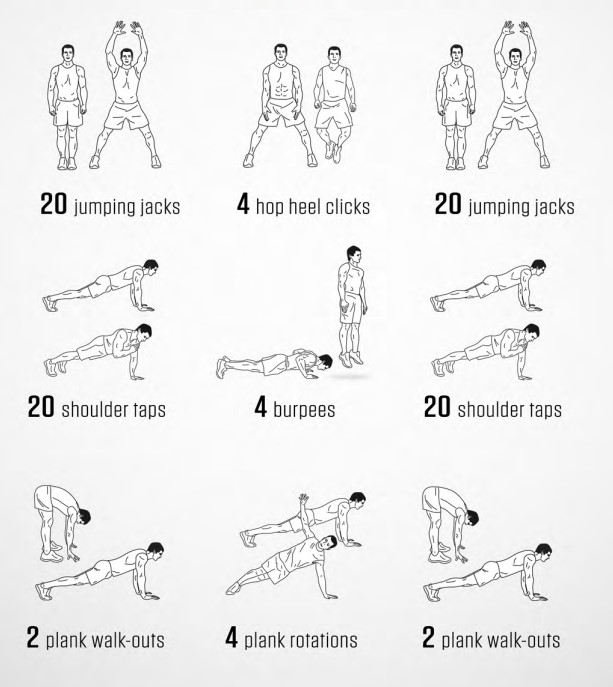 20 jumping jacks
4 hop heel clicks
20 jumping jacks
20 shoulder taps
4 burpees
20 shoulder taps
2 plank walk-outs
4 plank rotations
2 plank walk-outs